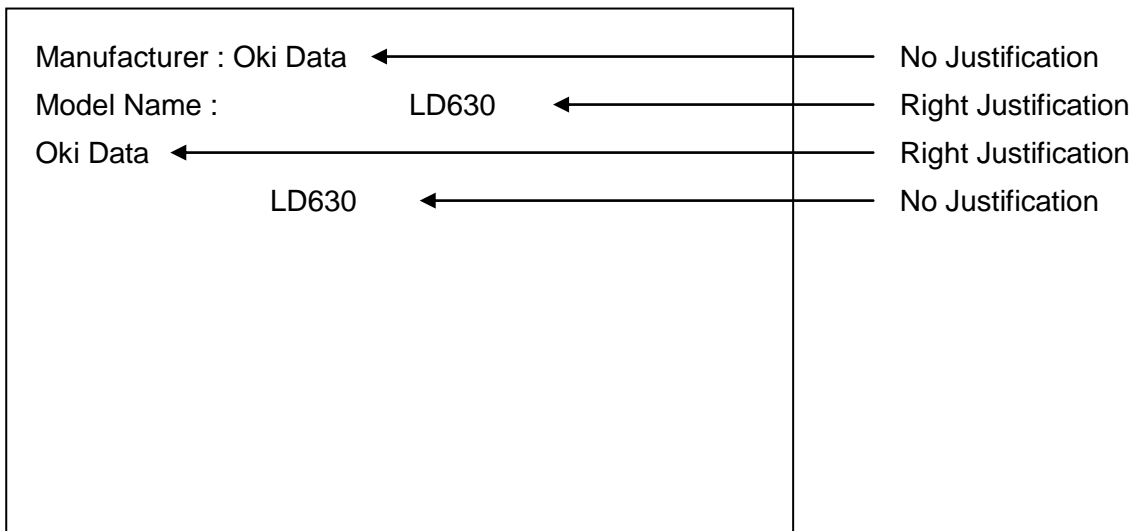 Manufacturer : Oki Data No Justification
Model Name : LD630 Right Justification
Oki Data Right Justification
LD630 No Justification